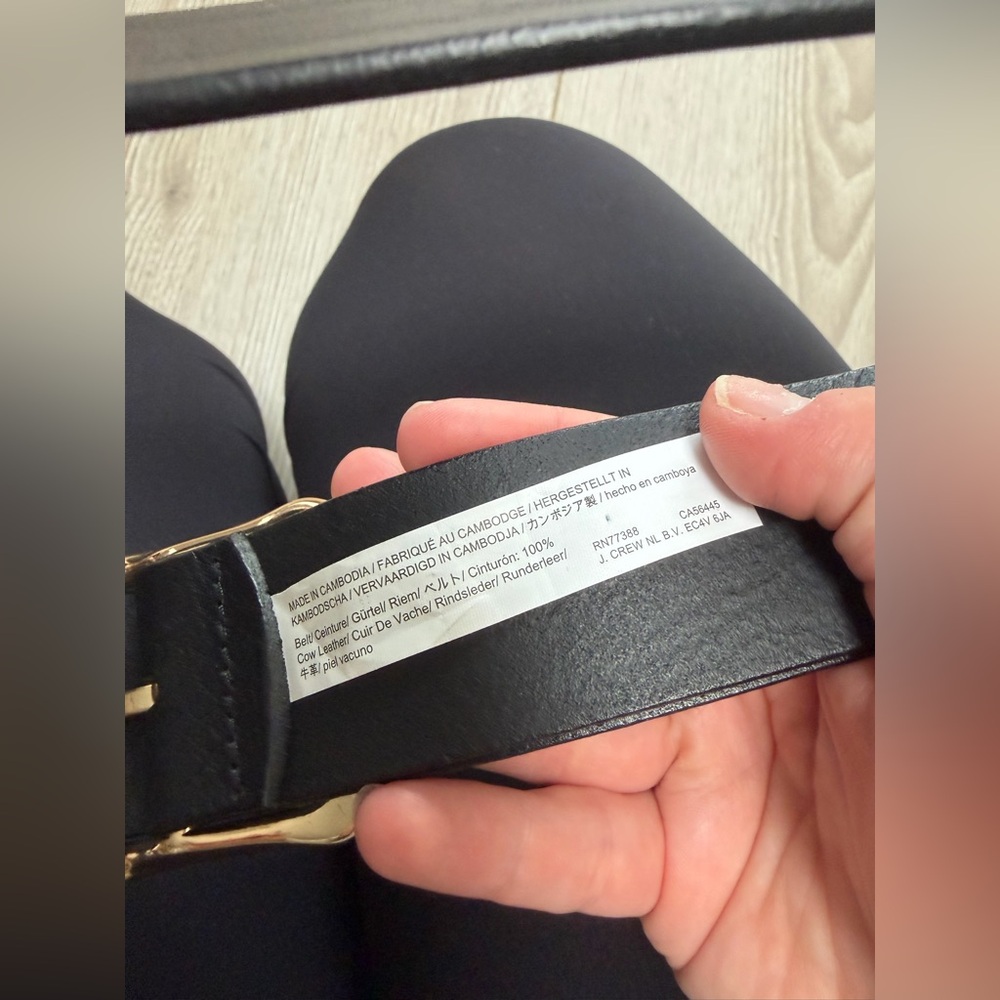 MADE IN CAMBODIA / FABRIQUÉ AU CAMBODGE / HERGESTELLT IN
KAMBODSCHA / VERVAARDIGD IN CAMBODJA / カンボジア製 / hecho en camboya
Belt/ Ceinture/ Gürtel/ Riem/ ベルト/ Cinturón: 100%
Cow Leather/ Cuir De Vache/ Rindsleder/ Runderleer/
牛革/ piel vacuno
RN77388 CA56445
J. CREW NL B.V. EC4V 6JA